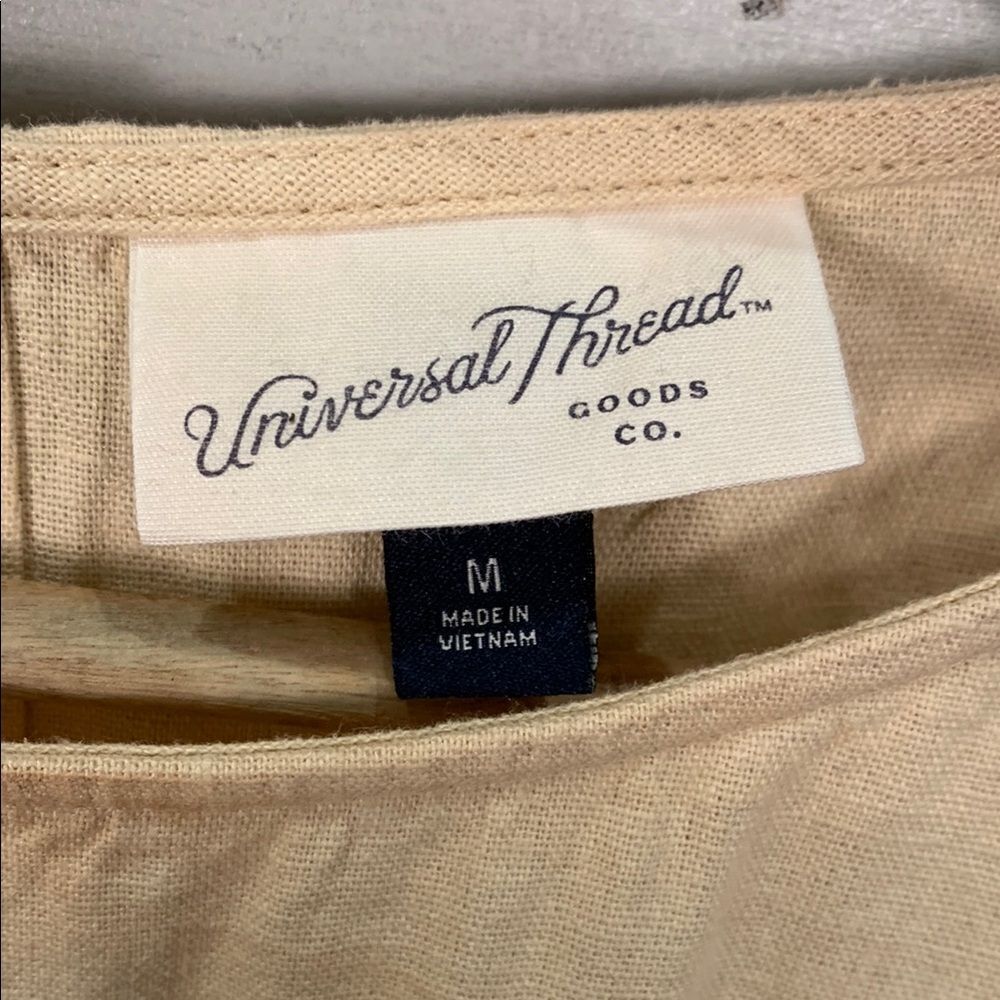 Universal Thread™
GOODS
CO.
M
MADE IN
VIETNAM